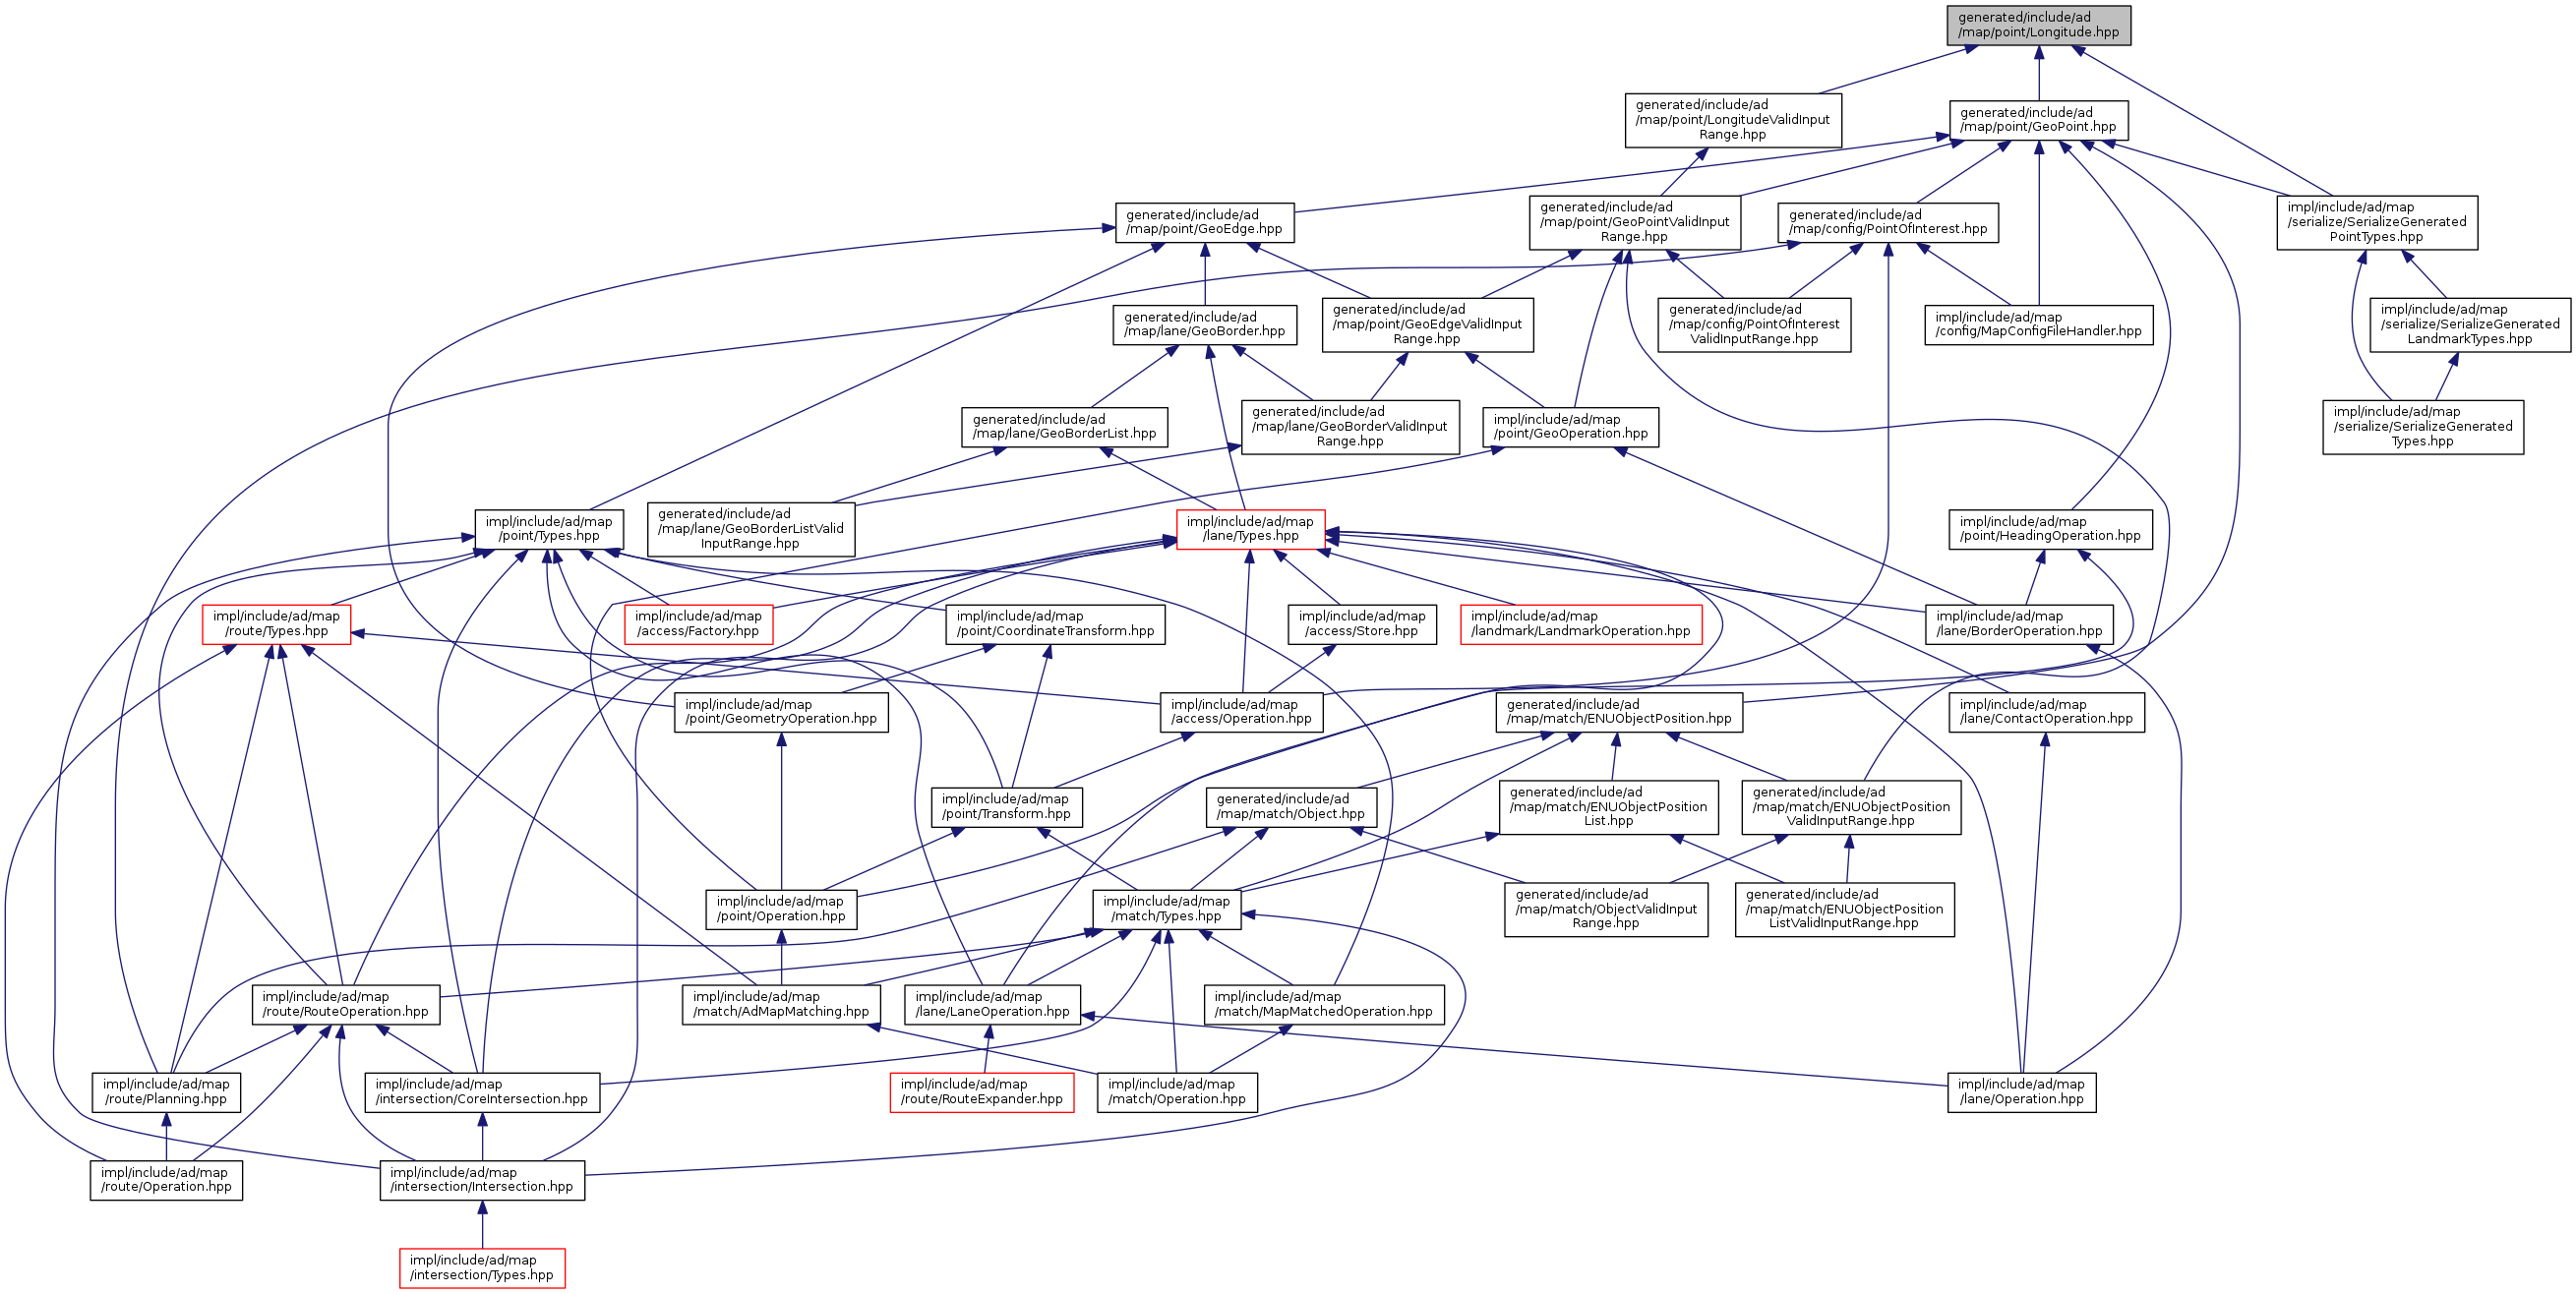 generated/include/ad
/map/point/Longitude.hpp
generated/include/ad
/map/point/LongitudeValidInput
Range.hpp
generated/include/ad
/map/point/GeoPoint.hpp
generated/include/ad
/map/point/GeoEdge.hpp
generated/include/ad
/map/point/GeoPointValidInput
Range.hpp
generated/include/ad
/map/config/PointOfInterest.hpp
impl/include/ad/map
/serialize/SerializeGenerated
PointTypes.hpp
generated/include/ad
/map/lane/GeoBorder.hpp
generated/include/ad
/map/point/GeoEdgeValidInput
Range.hpp
generated/include/ad
/map/config/PointOfInterest
ValidInputRange.hpp
impl/include/ad/map
/config/MapConfigFileHandler.hpp
impl/include/ad/map
/serialize/SerializeGenerated
LandmarkTypes.hpp
generated/include/ad
/map/lane/GeoBorderList.hpp
generated/include/ad
/map/lane/GeoBorderValidInput
Range.hpp
impl/include/ad/map
/point/GeoOperation.hpp
impl/include/ad/map
/serialize/SerializeGenerated
Types.hpp
impl/include/ad/map
/point/Types.hpp
generated/include/ad
/map/lane/GeoBorderListValid
InputRange.hpp
impl/include/ad/map
/lane/Types.hpp
impl/include/ad/map
/point/HeadingOperation.hpp
impl/include/ad/map
/route/Types.hpp
impl/include/ad/map
/access/Factory.hpp
impl/include/ad/map
/point/CoordinateTransform.hpp
impl/include/ad/map
/access/Store.hpp
impl/include/ad/map
/landmark/LandmarkOperation.hpp
impl/include/ad/map
/lane/BorderOperation.hpp
impl/include/ad/map
/point/GeometryOperation.hpp
impl/include/ad/map
/access/Operation.hpp
generated/include/ad
/map/match/ENUObjectPosition.hpp
impl/include/ad/map
/lane/ContactOperation.hpp
impl/include/ad/map
/point/Transform.hpp
generated/include/ad
/map/match/Object.hpp
generated/include/ad
/map/match/ENUObjectPosition
List.hpp
generated/include/ad
/map/match/ENUObjectPosition
ValidInputRange.hpp
impl/include/ad/map
/point/Operation.hpp
impl/include/ad/map
/match/Types.hpp
generated/include/ad
/map/match/ObjectValidInput
Range.hpp
generated/include/ad
/map/match/ENUObjectPosition
ListValidInputRange.hpp
impl/include/ad/map
/route/RouteOperation.hpp
impl/include/ad/map
/match/AdMapMatching.hpp
impl/include/ad/map
/lane/LaneOperation.hpp
impl/include/ad/map
/match/MapMatchedOperation.hpp
impl/include/ad/map
/route/Planning.hpp
impl/include/ad/map
/intersection/CoreIntersection.hpp
impl/include/ad/map
/route/RouteExpander.hpp
impl/include/ad/map
/match/Operation.hpp
impl/include/ad/map
/lane/Operation.hpp
impl/include/ad/map
/route/Operation.hpp
impl/include/ad/map
/intersection/Intersection.hpp
impl/include/ad/map
/intersection/Types.hpp